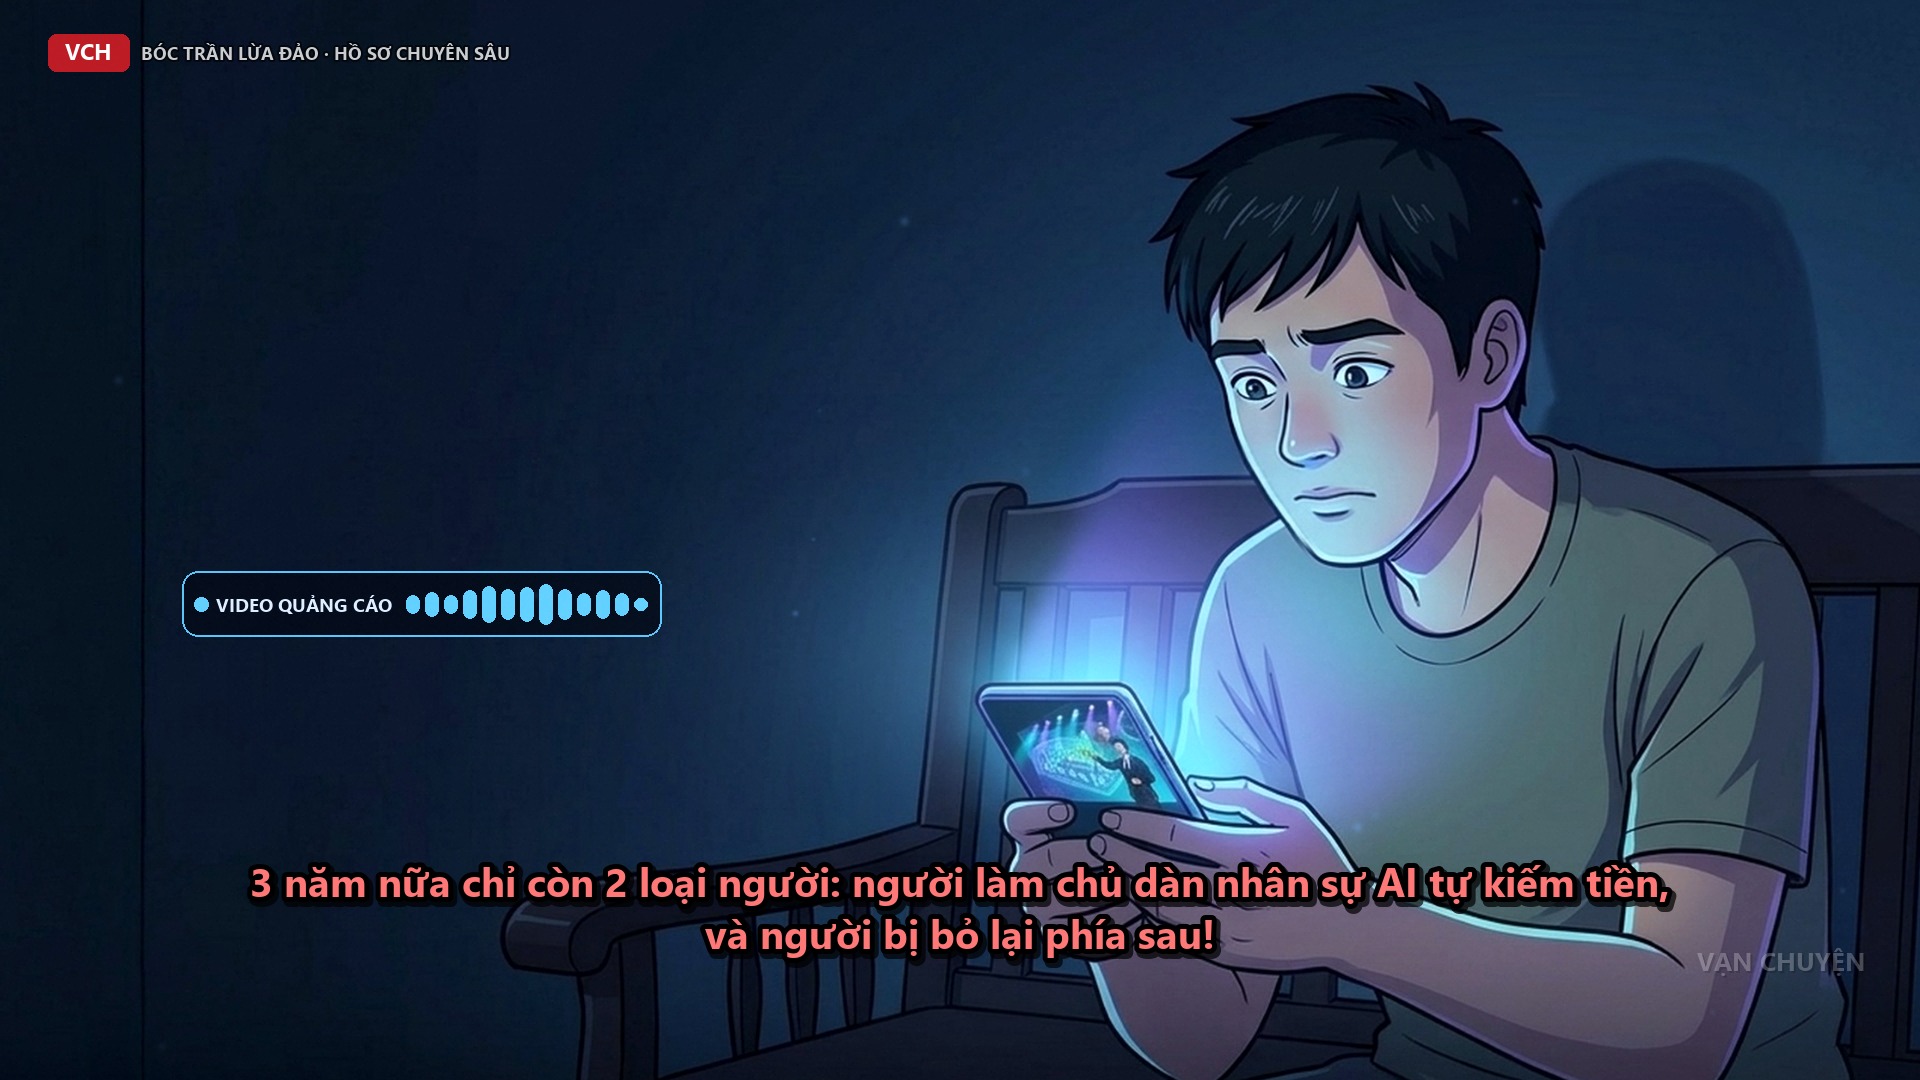 VCH BÓC TRẦN LỪA ĐẢO · HỒ SƠ CHUYÊN SÂU
VIDEO QUẢNG CÁO
3 năm nữa chỉ còn 2 loại người: người làm chủ dàn nhân sự AI tự kiếm tiền,
và người bị bỏ lại phía sau!
VẠN CHUYỆN